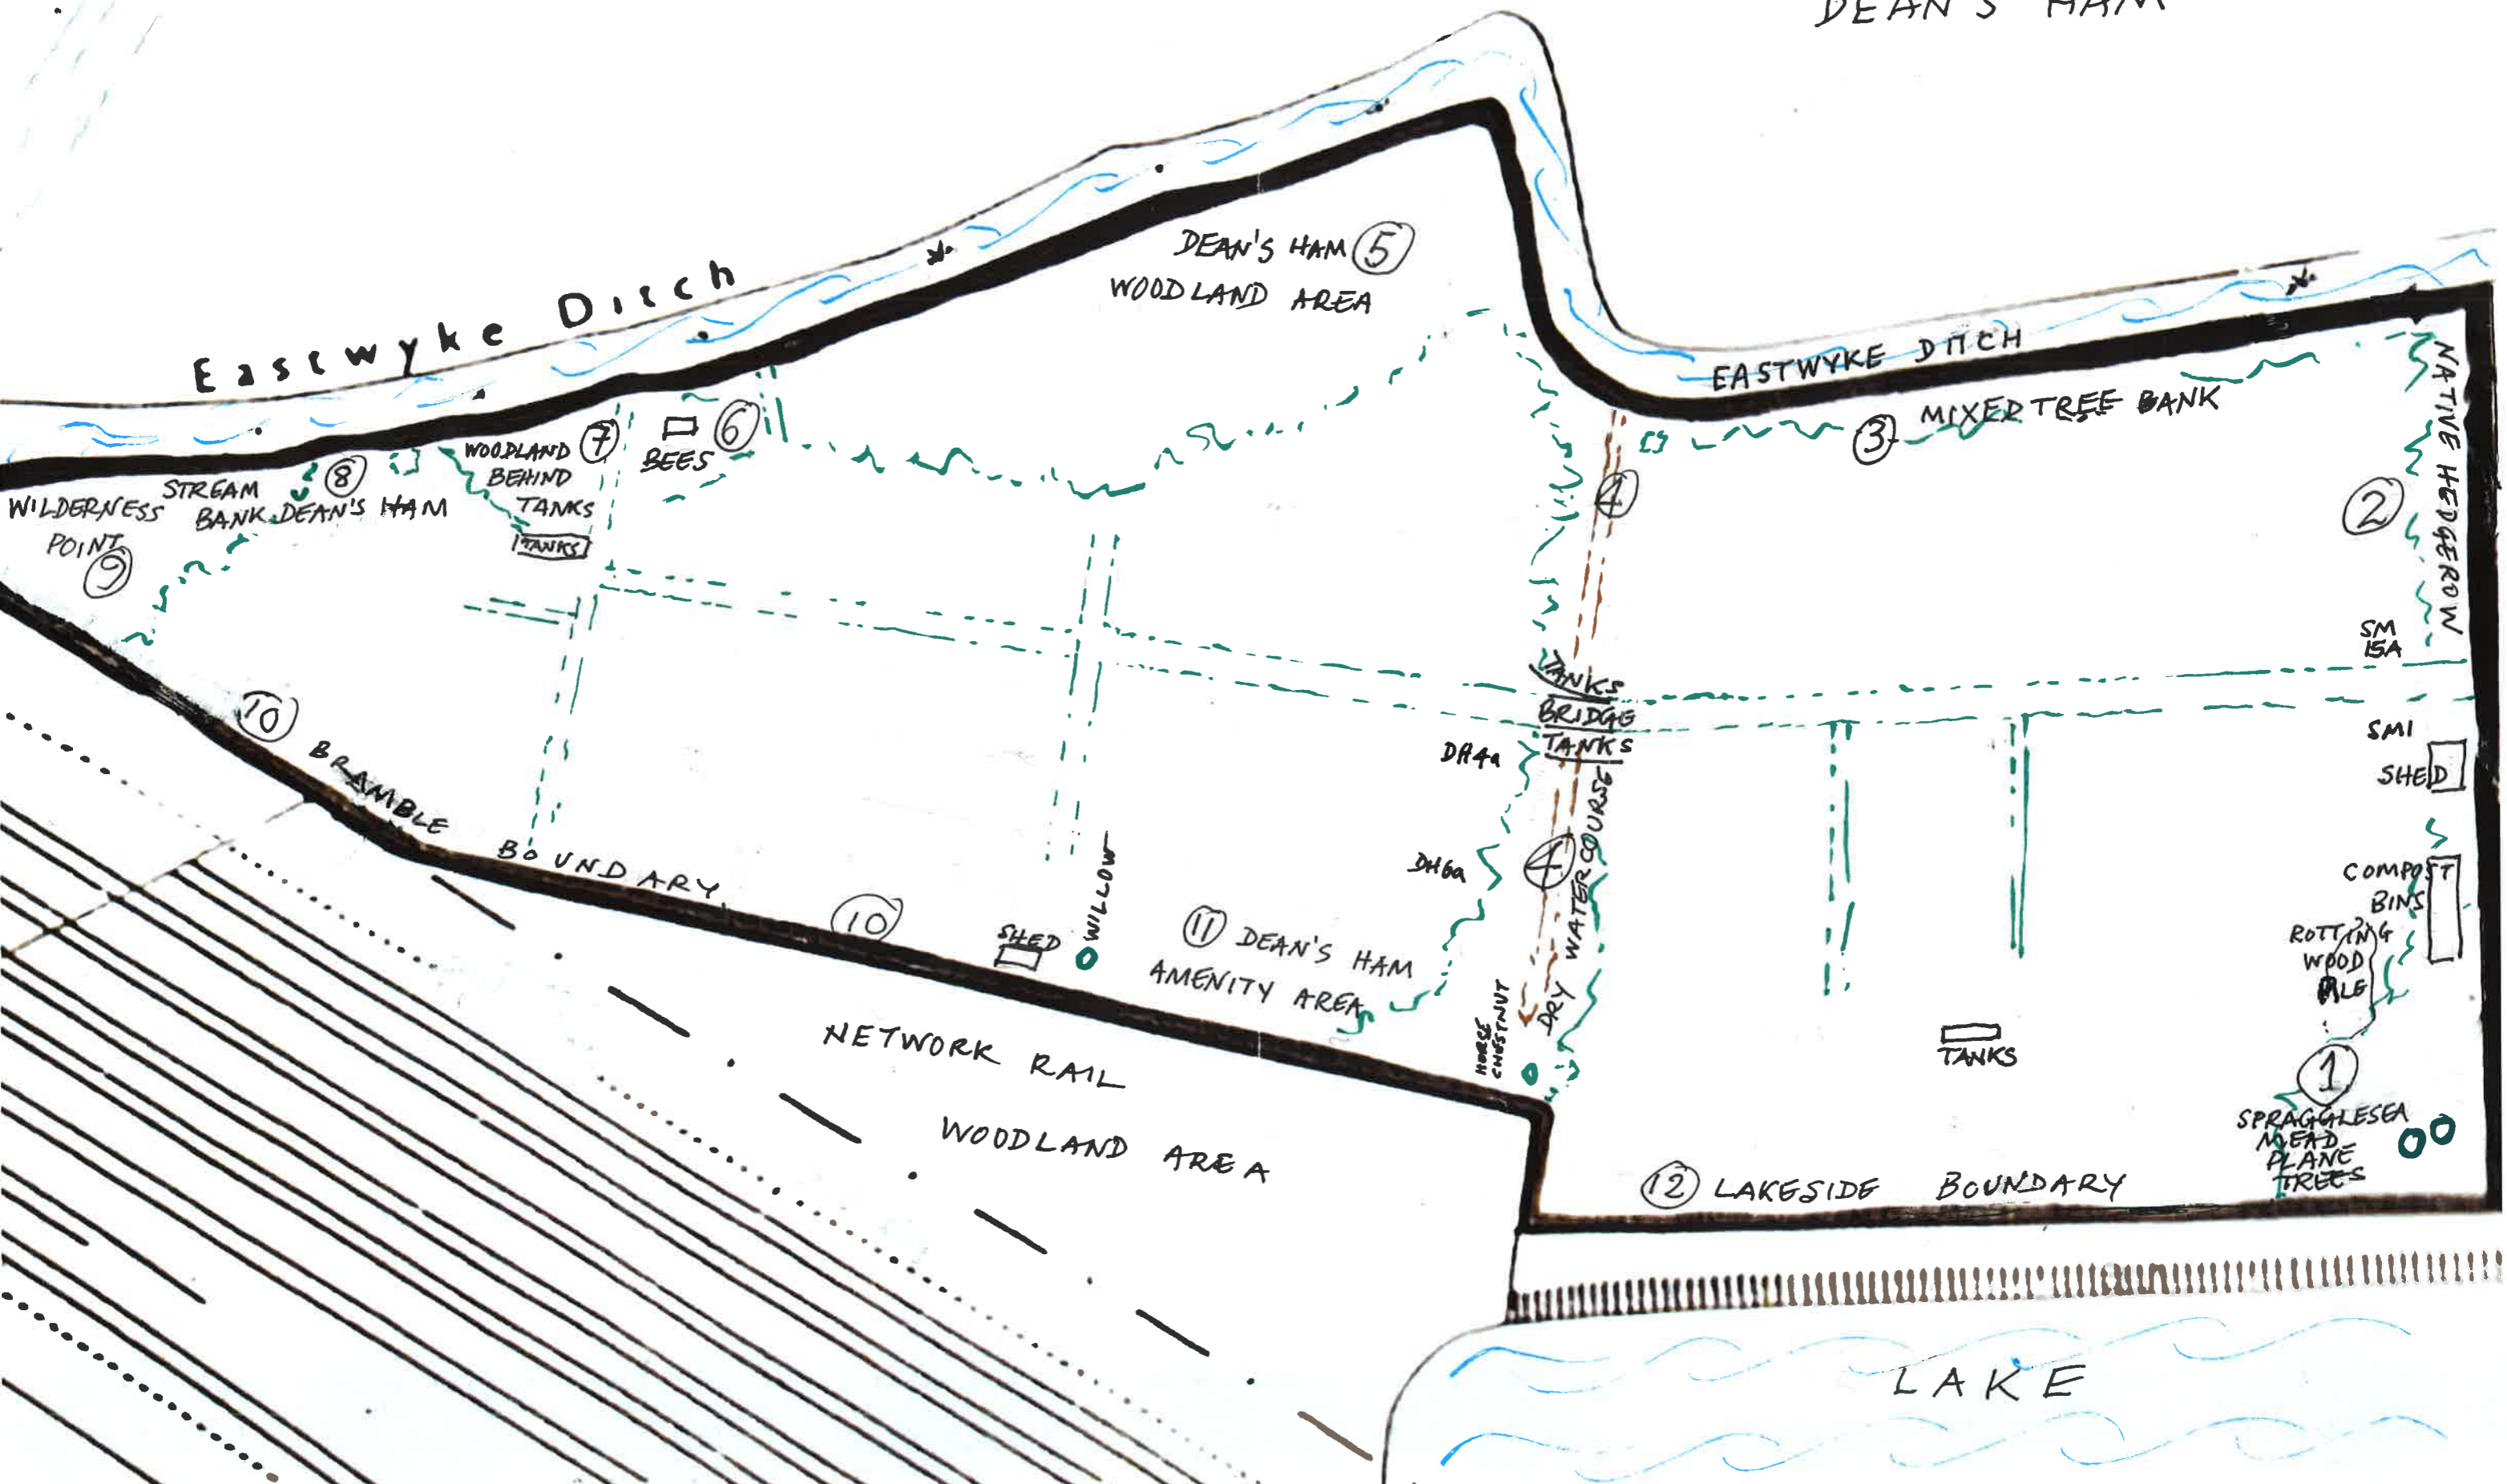 DEAN'S HAM
Eastwyke Ditch
DEAN'S HAM 5
WOODLAND AREA
EASTWYKE DITCH
3 MIXED TREE BANK
NATIVE HEDGEROW
2
4
WOODLAND 7
BEHIND
TANKS
TANKS
BEES 6
8
STREAM
BANK DEAN'S HAM
WILDERNESS
POINT
9
SM
15A
TANKS
BRIDGE
TANKS
SM1
SHED
10
BRAMBLE
BOUNDARY
10
DH4a
DH6a
4
DRY WATERCOURSE
SHED
WILLOW
11 DEAN'S HAM
AMENITY AREA
HORSE
CHESTNUT
COMPOST
BINS
ROTTING
WOOD
PILE
TANKS
1
SPRAGGLESEA
MEAD
PLANE
TREES
NETWORK RAIL
WOODLAND AREA
12 LAKESIDE BOUNDARY
LAKE